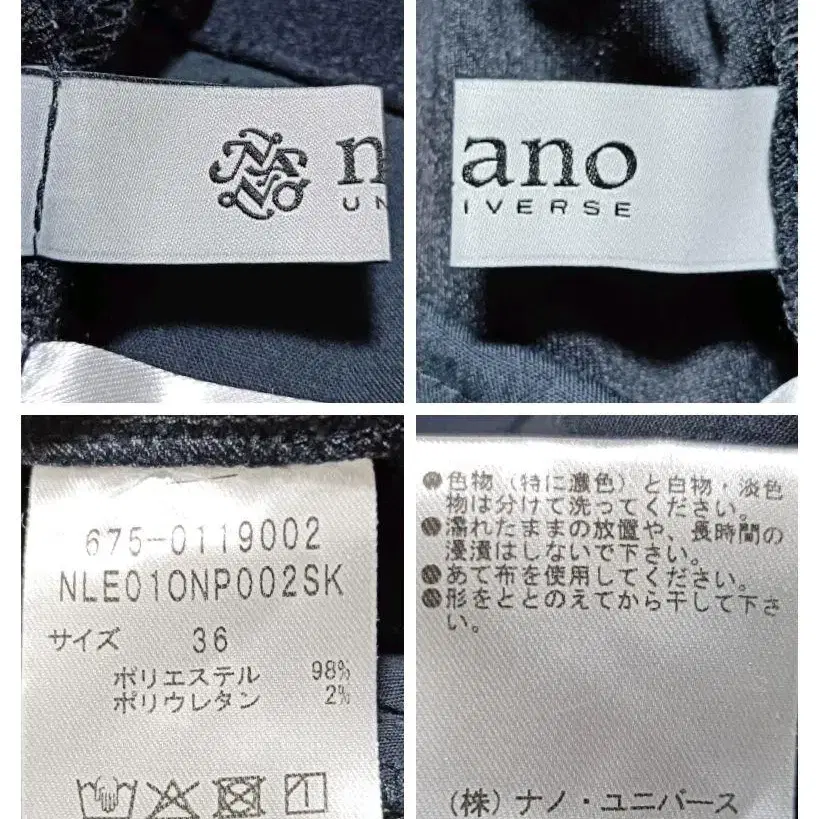 NANO
n
UN
ano
IVERSE
675-0119002
NLE010NP002SK
サイズ 36
ポリエステル 98%
ポリウレタン 2%
●色物（特に濃色）と白物・淡色
物は分けて洗ってください。
●濡れたままの放置や、長時間の
浸漬はしないで下さい。
●あて布を使用してください。
●形をととのえてから干して下さ
い。
（株）ナノ・ユニバース